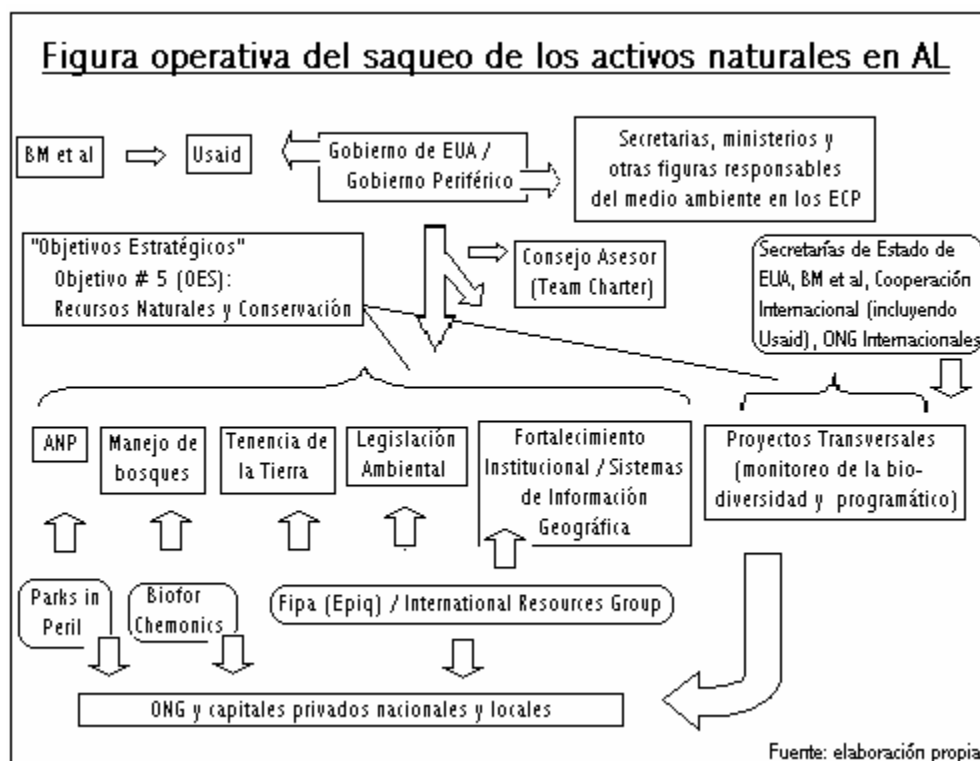 Figura operativa del saqueo de los activos naturales en AL
BM et al
Usaid
Gobierno de EUA /
Gobierno Periférico
Secretarias, ministerios y
otras figuras responsables
del medio ambiente en los ECP
"Objetivos Estratégicos"
Objetivo # 5 (OES):
Recursos Naturales y Conservación
Consejo Asesor
(Team Charter)
Secretarías de Estado de
EUA, BM et al, Cooperación
Internacional (incluyendo
Usaid), ONG Internacionales
ANP
Manejo de
bosques
Tenencia de
la Tierra
Legislación
Ambiental
Fortalecimiento
Institucional / Sistemas
de Información
Geográfica
Proyectos Transversales
(monitoreo de la bio-
diversidad y programático)
Parks in
Peril
Biofor
Chemonics
Fipa (Epiq) / International Resources Group
ONG y capitales privados nacionales y locales
Fuente: elaboración propia